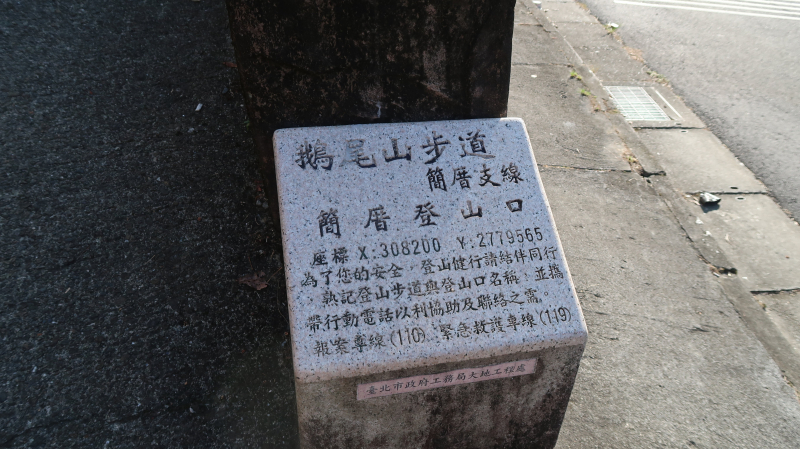 鵝尾山步道
簡厝支線
簡厝登山口
座標 X:308200 Y:2779565
為了您的安全,登山健行請結伴同行
熟記登山步道與登山口名稱,並攜
帶行動電話以利協助及聯絡之需。
報案專線(110).緊急救護專線(119)
臺北市政府工務局大地工程處